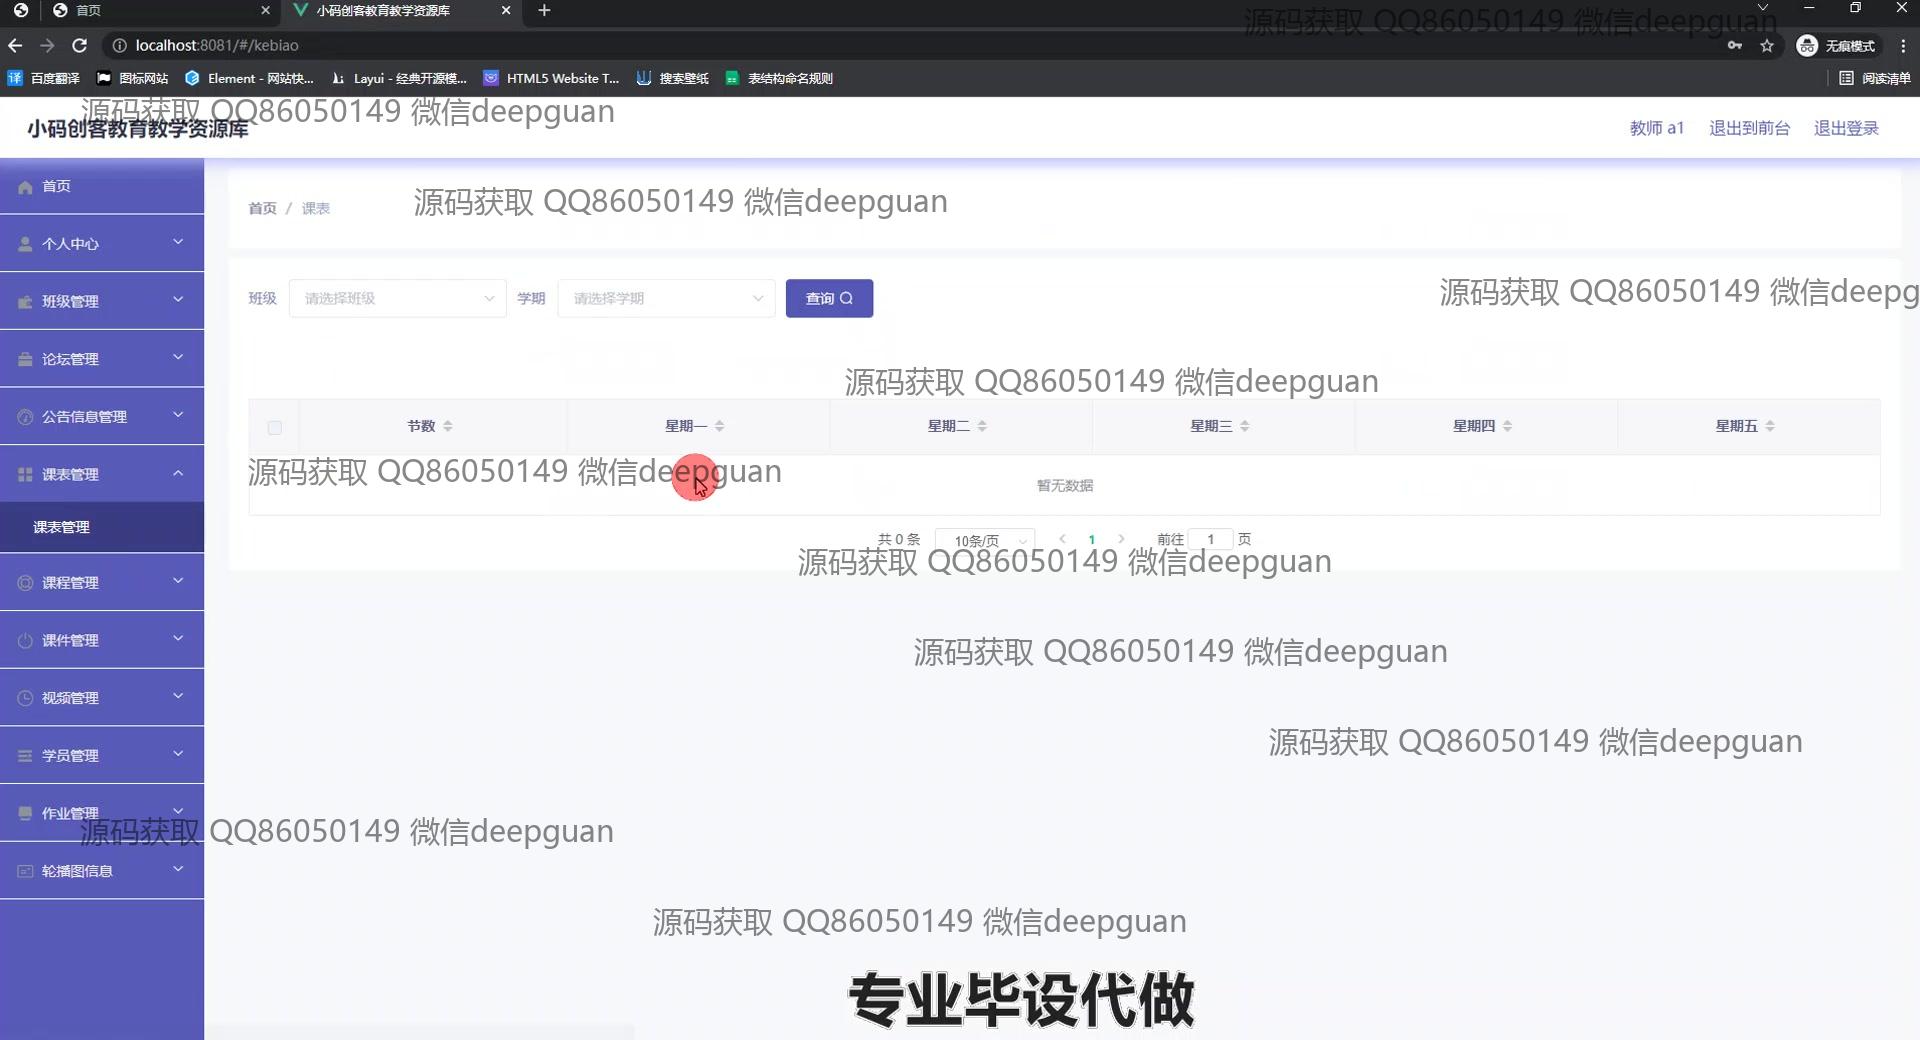 首页
小码创客教育教学资源库
localhost:8081/#/kebiao
无痕模式
百度翻译
图标网站
Element - 网站快...
Layui - 经典开源模...
HTML5 Website T...
搜索壁纸
表结构命名规则
阅读清单
源码获取 QQ86050149 微信deepguan
源码获取 QQ86050149 微信deepguan
小码创客教育教学资源库
教师 a1
退出到前台
退出登录
首页
个人中心
班级管理
论坛管理
公告信息管理
课表管理
课表管理
课程管理
课件管理
视频管理
学员管理
作业管理
轮播图信息
首页 / 课表
源码获取 QQ86050149 微信deepguan
班级
请选择班级
学期
请选择学期
查询
源码获取 QQ86050149 微信deepg
源码获取 QQ86050149 微信deepguan
节数
星期一
星期二
星期三
星期四
星期五
源码获取 QQ86050149 微信deepguan
暂无数据
共 0 条
10条/页
1
前往 1 页
源码获取 QQ86050149 微信deepguan
源码获取 QQ86050149 微信deepguan
源码获取 QQ86050149 微信deepguan
源码获取 QQ86050149 微信deepguan
源码获取 QQ86050149 微信deepguan
专业毕设代做